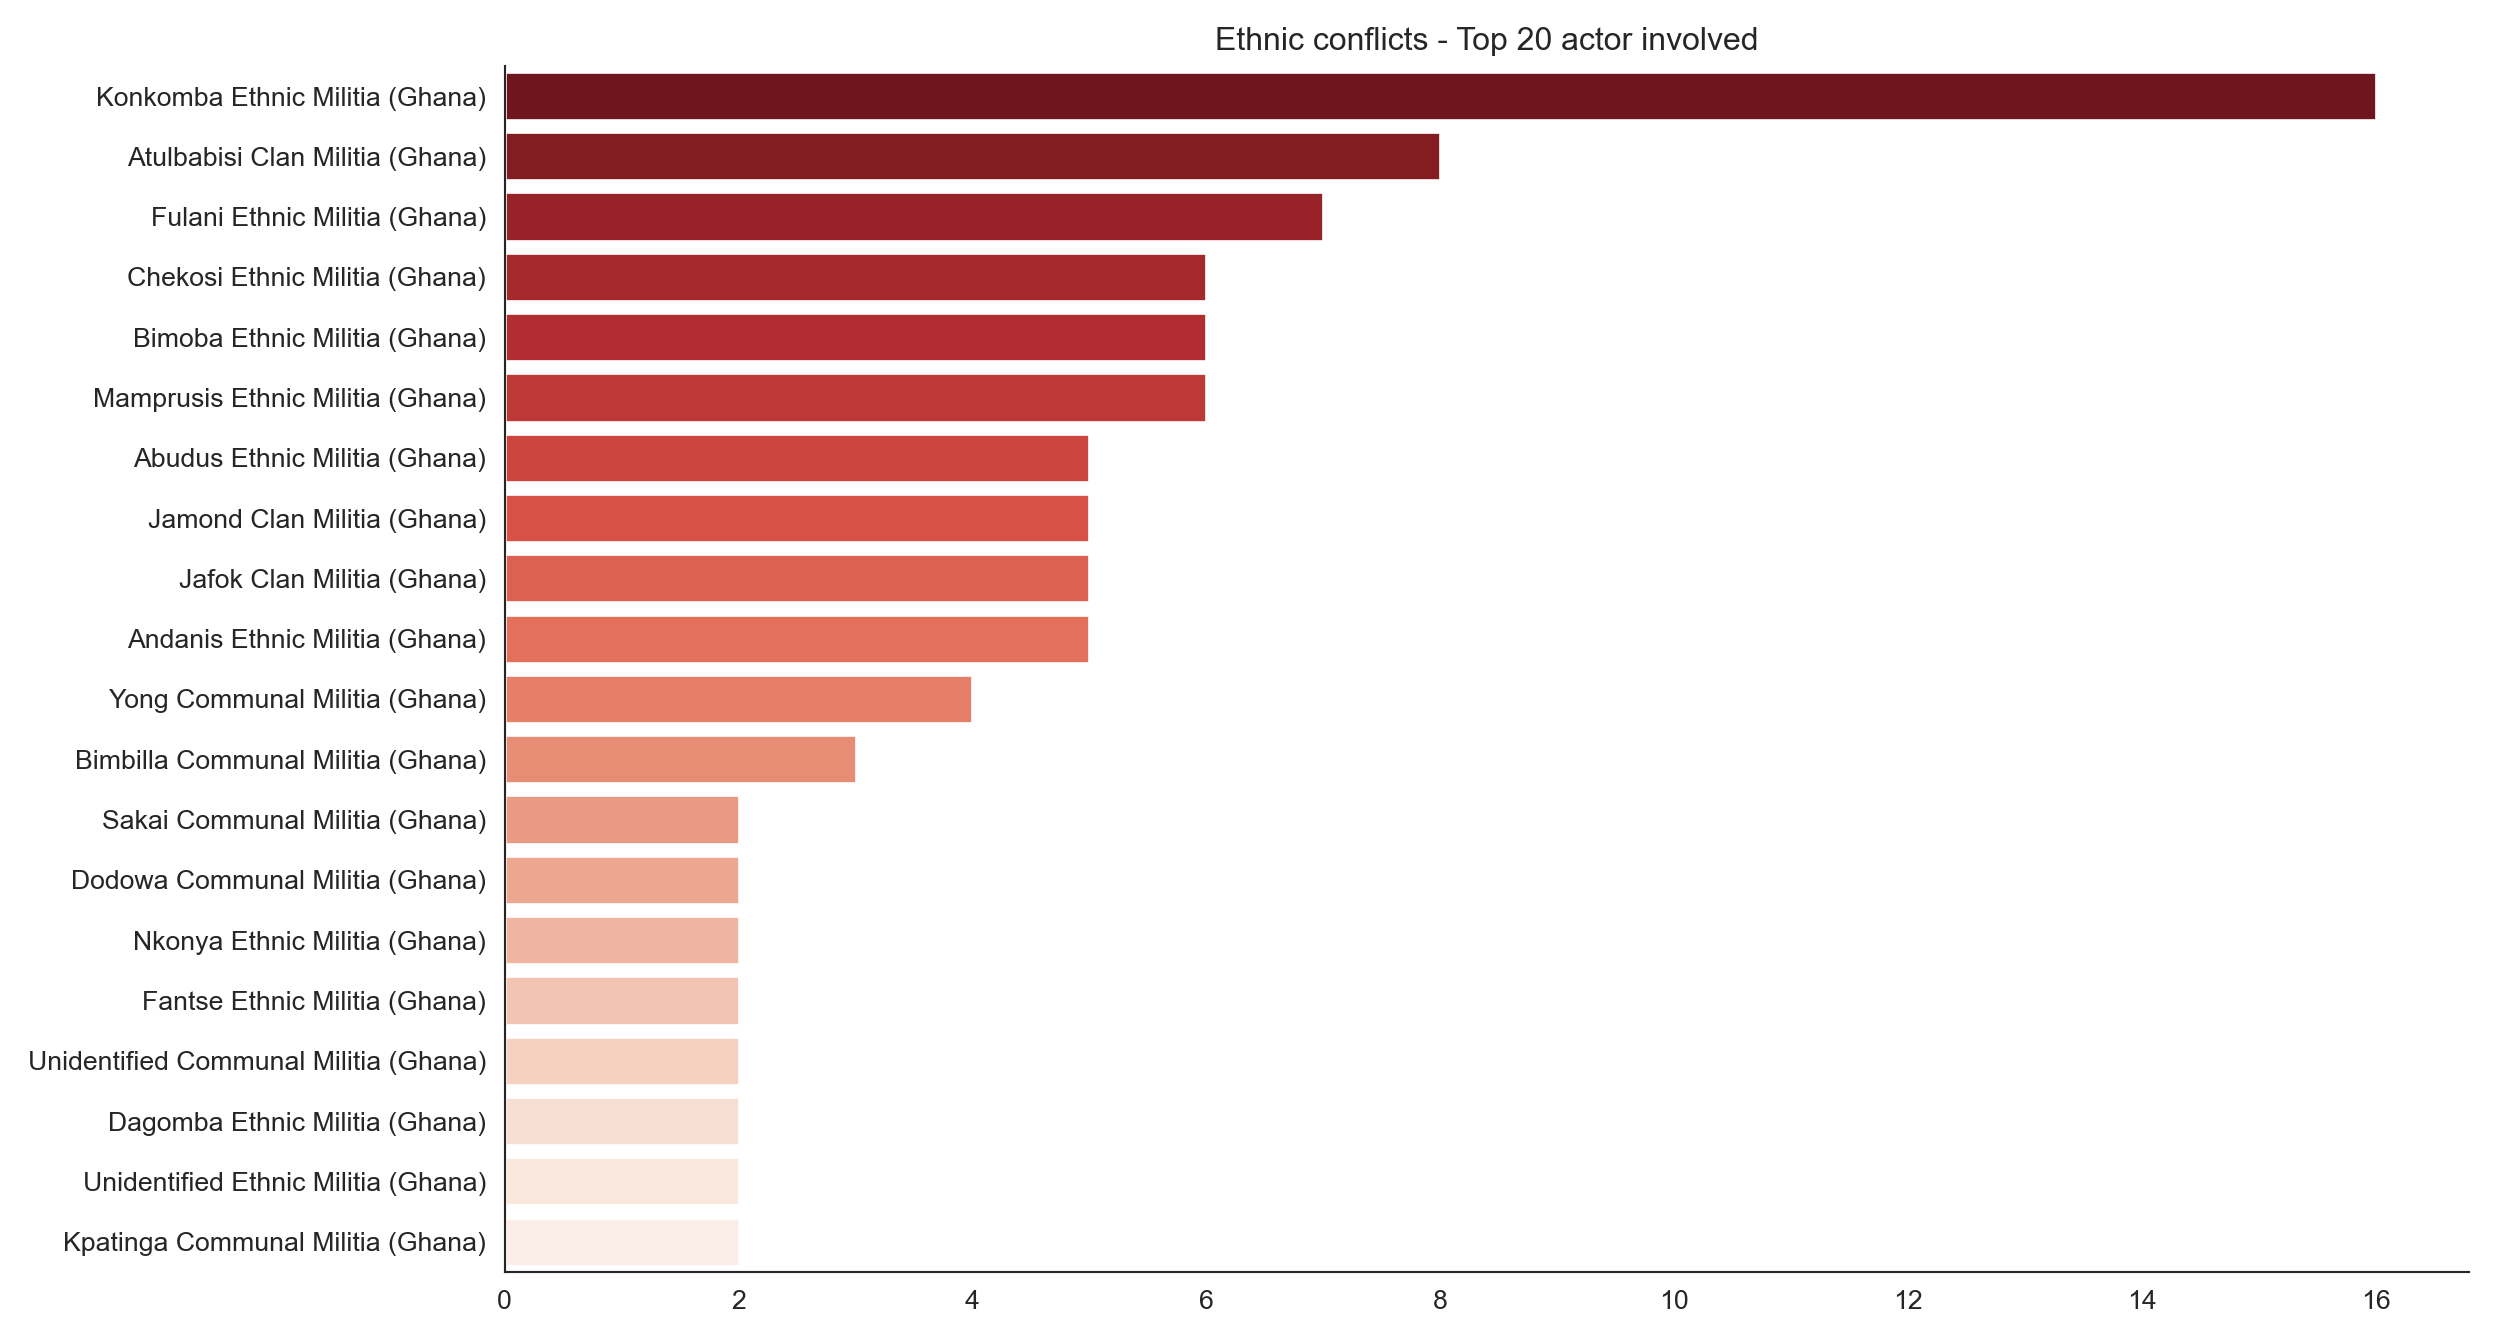 Ethnic conflicts - Top 20 actor involved
Konkomba Ethnic Militia (Ghana)
Atulbabisi Clan Militia (Ghana)
Fulani Ethnic Militia (Ghana)
Chekosi Ethnic Militia (Ghana)
Bimoba Ethnic Militia (Ghana)
Mamprusis Ethnic Militia (Ghana)
Abudus Ethnic Militia (Ghana)
Jamond Clan Militia (Ghana)
Jafok Clan Militia (Ghana)
Andanis Ethnic Militia (Ghana)
Yong Communal Militia (Ghana)
Bimbilla Communal Militia (Ghana)
Sakai Communal Militia (Ghana)
Dodowa Communal Militia (Ghana)
Nkonya Ethnic Militia (Ghana)
Fantse Ethnic Militia (Ghana)
Unidentified Communal Militia (Ghana)
Dagomba Ethnic Militia (Ghana)
Unidentified Ethnic Militia (Ghana)
Kpatinga Communal Militia (Ghana)
0 2 4 6 8 10 12 14 16